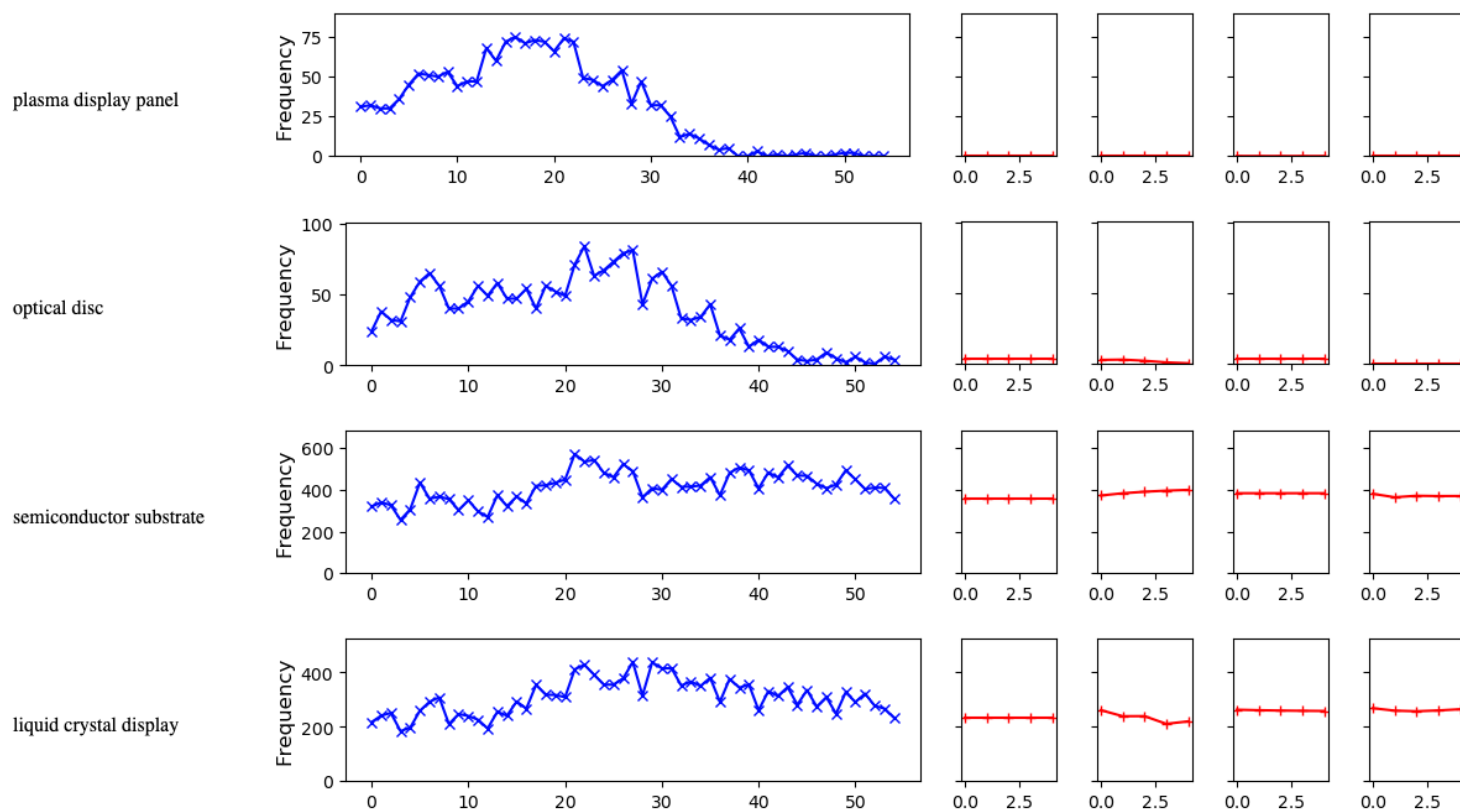 plasma display panel
Frequency
75
50
25
0
0 10 20 30 40 50
0.0 2.5 0.0 2.5 0.0 2.5 0.0 2.5
optical disc
Frequency
100
50
0
0 10 20 30 40 50
0.0 2.5 0.0 2.5 0.0 2.5 0.0 2.5
semiconductor substrate
Frequency
600
400
200
0
0 10 20 30 40 50
0.0 2.5 0.0 2.5 0.0 2.5 0.0 2.5
liquid crystal display
Frequency
400
200
0
0 10 20 30 40 50
0.0 2.5 0.0 2.5 0.0 2.5 0.0 2.5